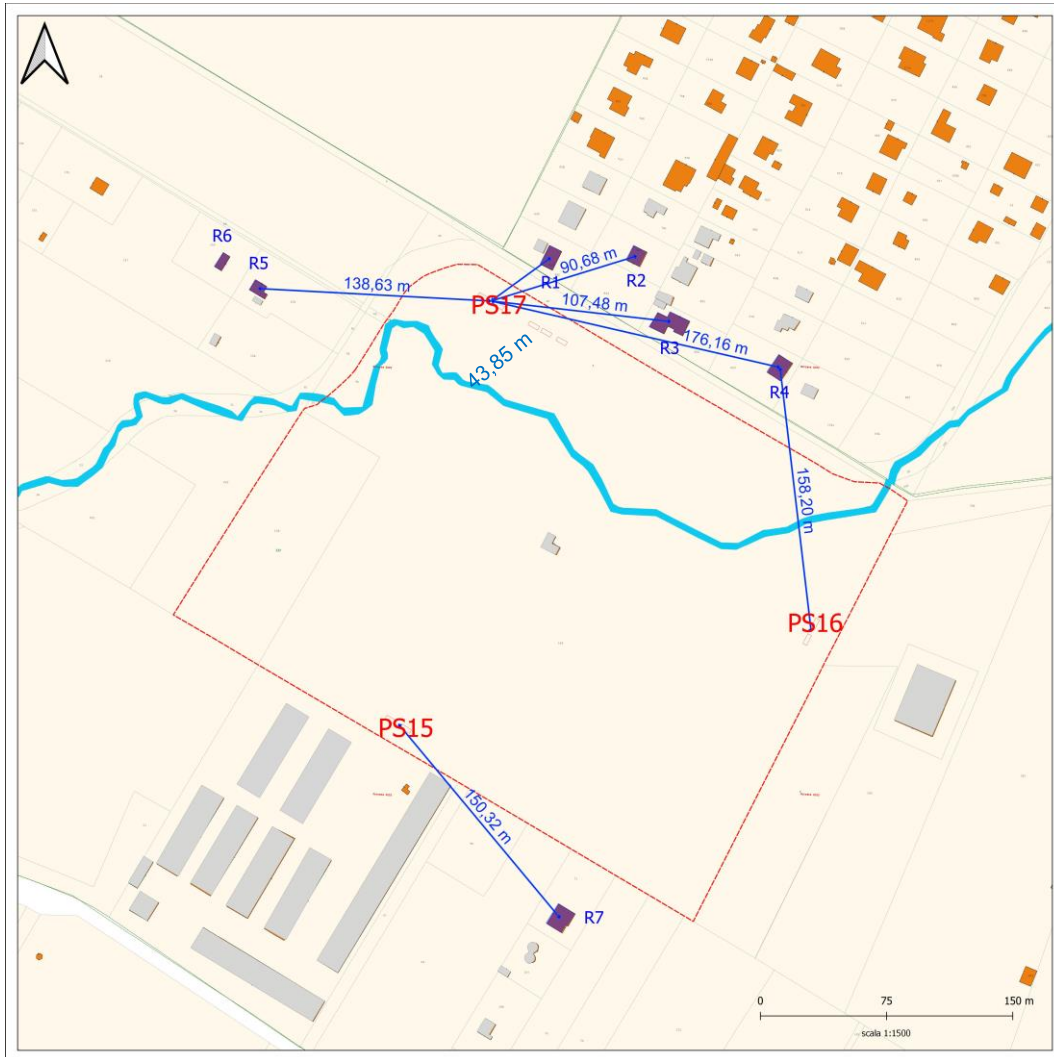 R6
R5
138,63 m
R1
90,68 m
R2
PS17
107,48 m
R3
176,16 m
R4
43,85 m
158,20 m
PS16
PS15
150,32 m
R7
0
75
150 m
scala 1:1500